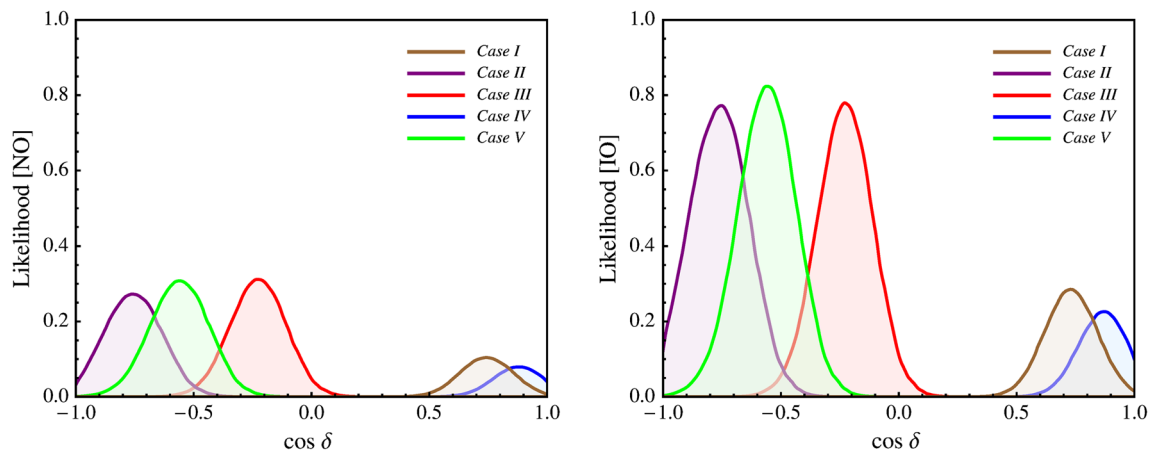 1.0
0.8
0.6
0.4
0.2
0.0
Likelihood [NO]
Case I
Case II
Case III
Case IV
Case V
−1.0 −0.5 0.0 0.5 1.0
cos δ
1.0
0.8
0.6
0.4
0.2
0.0
Likelihood [IO]
Case I
Case II
Case III
Case IV
Case V
−1.0 −0.5 0.0 0.5 1.0
cos δ